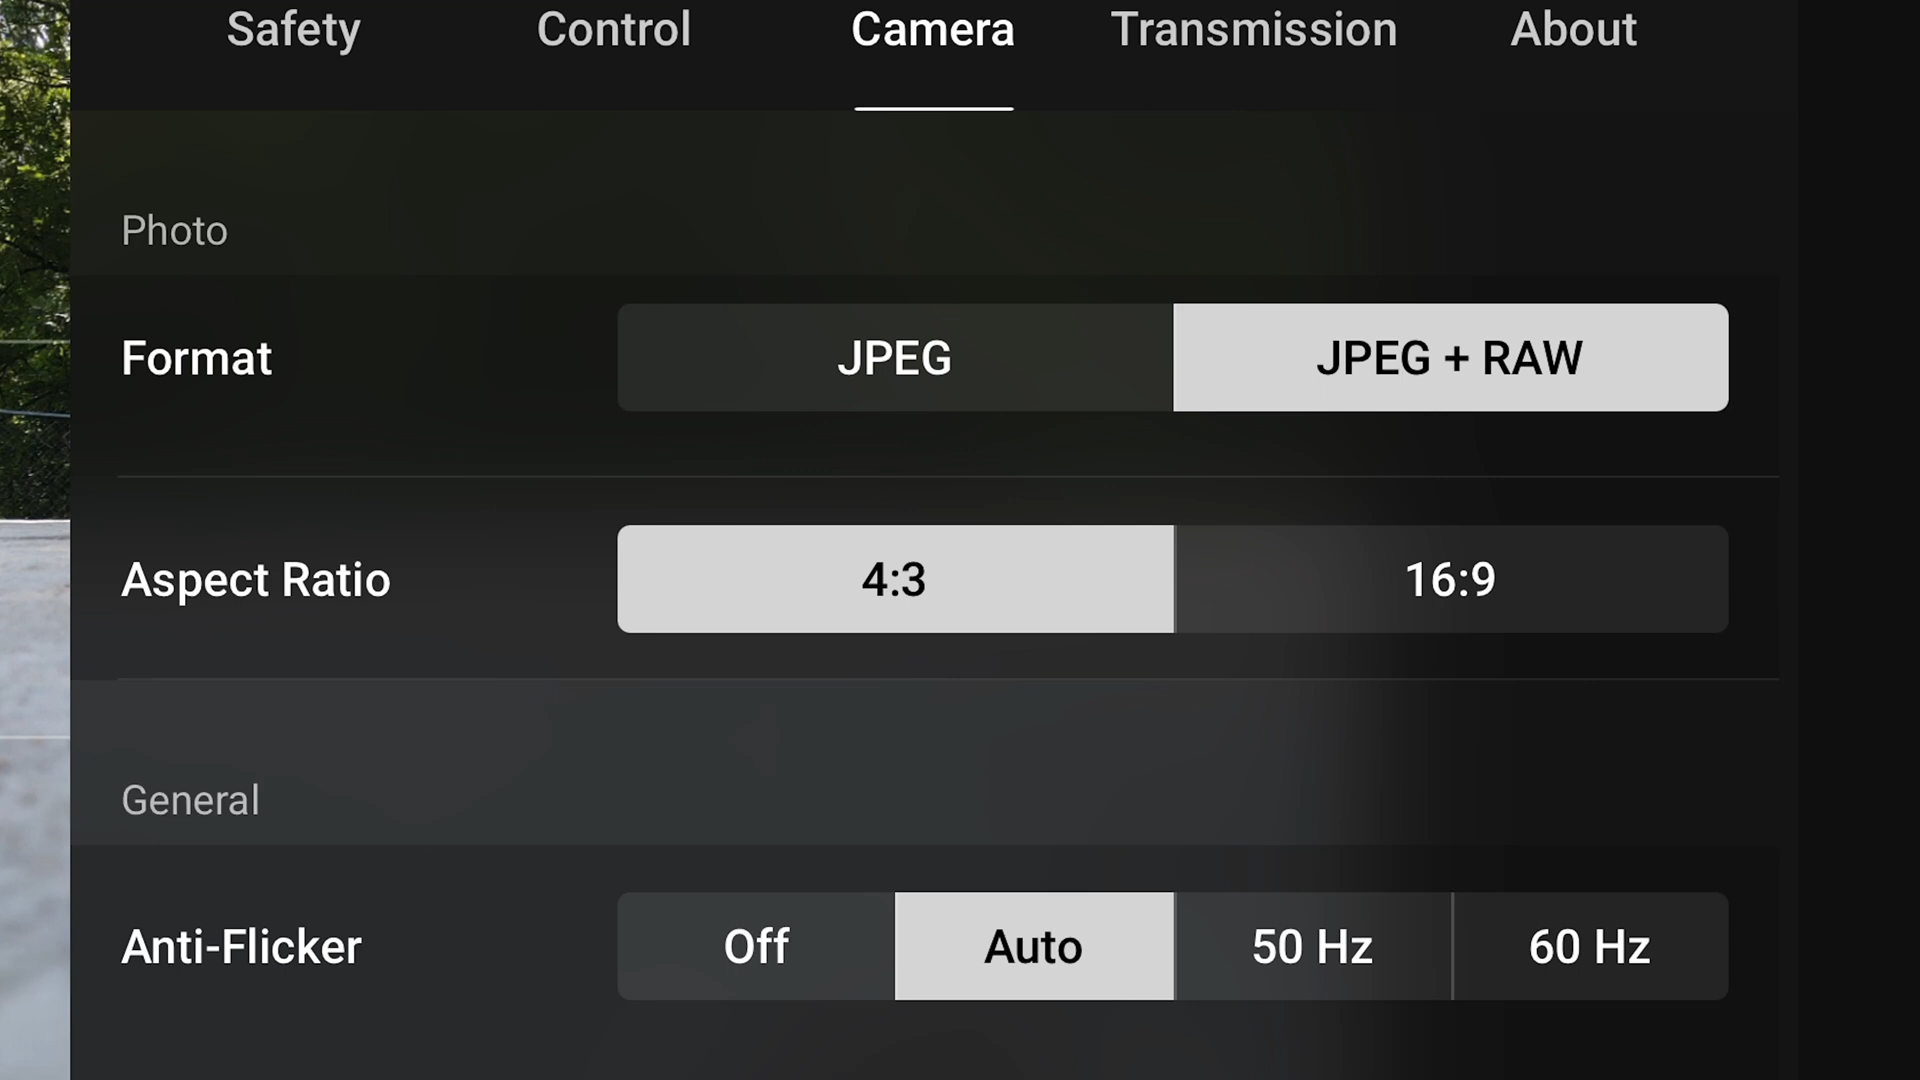 Safety Control Camera Transmission About
Photo
Format JPEG JPEG + RAW
Aspect Ratio 4:3 16:9
General
Anti-Flicker Off Auto 50 Hz 60 Hz